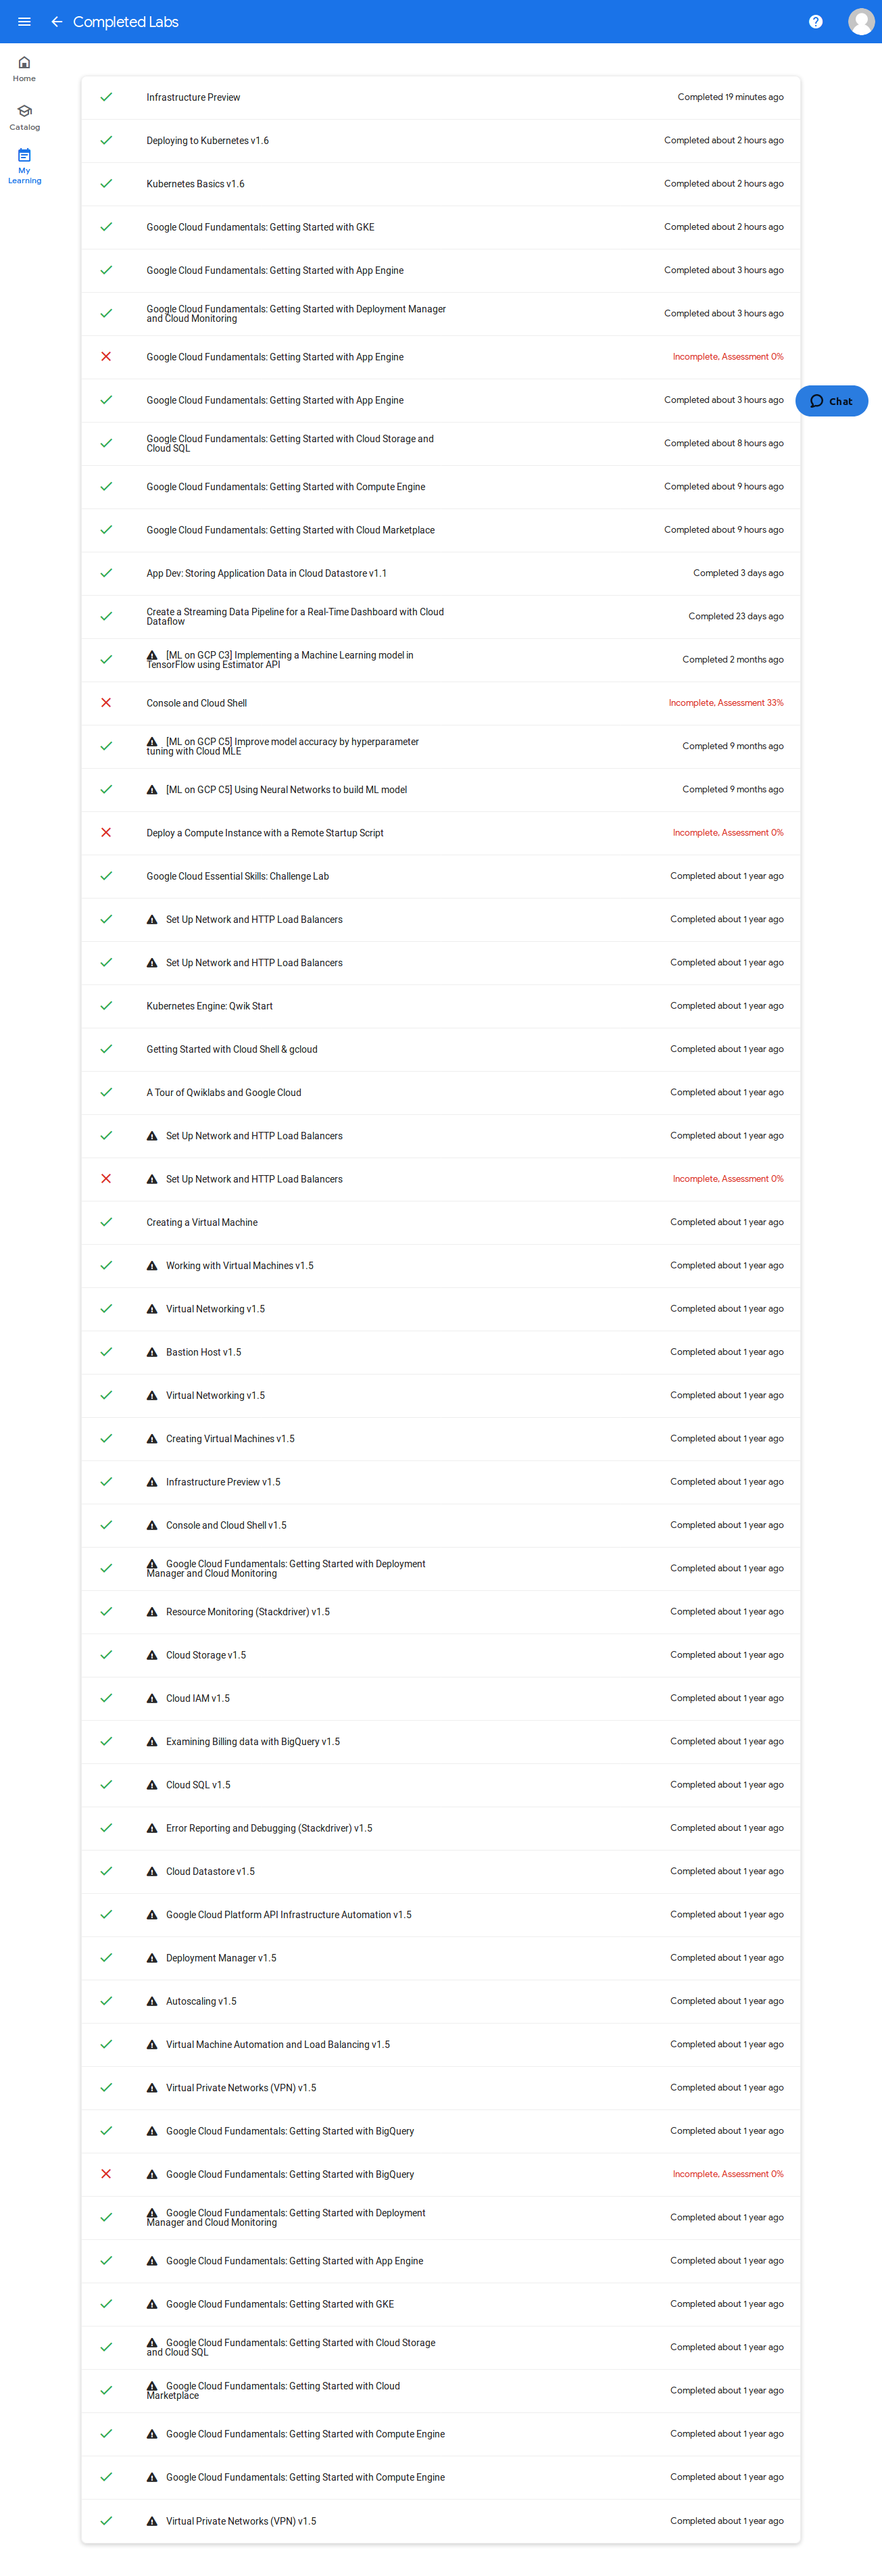 Completed Labs
Home
Catalog
My
Learning
Infrastructure Preview Completed 19 minutes ago
Deploying to Kubernetes v1.6 Completed about 2 hours ago
Kubernetes Basics v1.6 Completed about 2 hours ago
Google Cloud Fundamentals: Getting Started with GKE Completed about 2 hours ago
Google Cloud Fundamentals: Getting Started with App Engine Completed about 3 hours ago
Google Cloud Fundamentals: Getting Started with Deployment Manager
and Cloud Monitoring Completed about 3 hours ago
Google Cloud Fundamentals: Getting Started with App Engine Incomplete, Assessment 0%
Google Cloud Fundamentals: Getting Started with App Engine Completed about 3 hours ago
Chat
Google Cloud Fundamentals: Getting Started with Cloud Storage and
Cloud SQL Completed about 8 hours ago
Google Cloud Fundamentals: Getting Started with Compute Engine Completed about 9 hours ago
Google Cloud Fundamentals: Getting Started with Cloud Marketplace Completed about 9 hours ago
App Dev: Storing Application Data in Cloud Datastore v1.1 Completed 3 days ago
Create a Streaming Data Pipeline for a Real-Time Dashboard with Cloud
Dataflow Completed 23 days ago
[ML on GCP C3] Implementing a Machine Learning model in
TensorFlow using Estimator API Completed 2 months ago
Console and Cloud Shell Incomplete, Assessment 33%
[ML on GCP C5] Improve model accuracy by hyperparameter
tuning with Cloud MLE Completed 9 months ago
[ML on GCP C5] Using Neural Networks to build ML model Completed 9 months ago
Deploy a Compute Instance with a Remote Startup Script Incomplete, Assessment 0%
Google Cloud Essential Skills: Challenge Lab Completed about 1 year ago
Set Up Network and HTTP Load Balancers Completed about 1 year ago
Set Up Network and HTTP Load Balancers Completed about 1 year ago
Kubernetes Engine: Qwik Start Completed about 1 year ago
Getting Started with Cloud Shell & gcloud Completed about 1 year ago
A Tour of Qwiklabs and Google Cloud Completed about 1 year ago
Set Up Network and HTTP Load Balancers Completed about 1 year ago
Set Up Network and HTTP Load Balancers Incomplete, Assessment 0%
Creating a Virtual Machine Completed about 1 year ago
Working with Virtual Machines v1.5 Completed about 1 year ago
Virtual Networking v1.5 Completed about 1 year ago
Bastion Host v1.5 Completed about 1 year ago
Virtual Networking v1.5 Completed about 1 year ago
Creating Virtual Machines v1.5 Completed about 1 year ago
Infrastructure Preview v1.5 Completed about 1 year ago
Console and Cloud Shell v1.5 Completed about 1 year ago
Google Cloud Fundamentals: Getting Started with Deployment
Manager and Cloud Monitoring Completed about 1 year ago
Resource Monitoring (Stackdriver) v1.5 Completed about 1 year ago
Cloud Storage v1.5 Completed about 1 year ago
Cloud IAM v1.5 Completed about 1 year ago
Examining Billing data with BigQuery v1.5 Completed about 1 year ago
Cloud SQL v1.5 Completed about 1 year ago
Error Reporting and Debugging (Stackdriver) v1.5 Completed about 1 year ago
Cloud Datastore v1.5 Completed about 1 year ago
Google Cloud Platform API Infrastructure Automation v1.5 Completed about 1 year ago
Deployment Manager v1.5 Completed about 1 year ago
Autoscaling v1.5 Completed about 1 year ago
Virtual Machine Automation and Load Balancing v1.5 Completed about 1 year ago
Virtual Private Networks (VPN) v1.5 Completed about 1 year ago
Google Cloud Fundamentals: Getting Started with BigQuery Completed about 1 year ago
Google Cloud Fundamentals: Getting Started with BigQuery Incomplete, Assessment 0%
Google Cloud Fundamentals: Getting Started with Deployment
Manager and Cloud Monitoring Completed about 1 year ago
Google Cloud Fundamentals: Getting Started with App Engine Completed about 1 year ago
Google Cloud Fundamentals: Getting Started with GKE Completed about 1 year ago
Google Cloud Fundamentals: Getting Started with Cloud Storage
and Cloud SQL Completed about 1 year ago
Google Cloud Fundamentals: Getting Started with Cloud
Marketplace Completed about 1 year ago
Google Cloud Fundamentals: Getting Started with Compute Engine Completed about 1 year ago
Google Cloud Fundamentals: Getting Started with Compute Engine Completed about 1 year ago
Virtual Private Networks (VPN) v1.5 Completed about 1 year ago